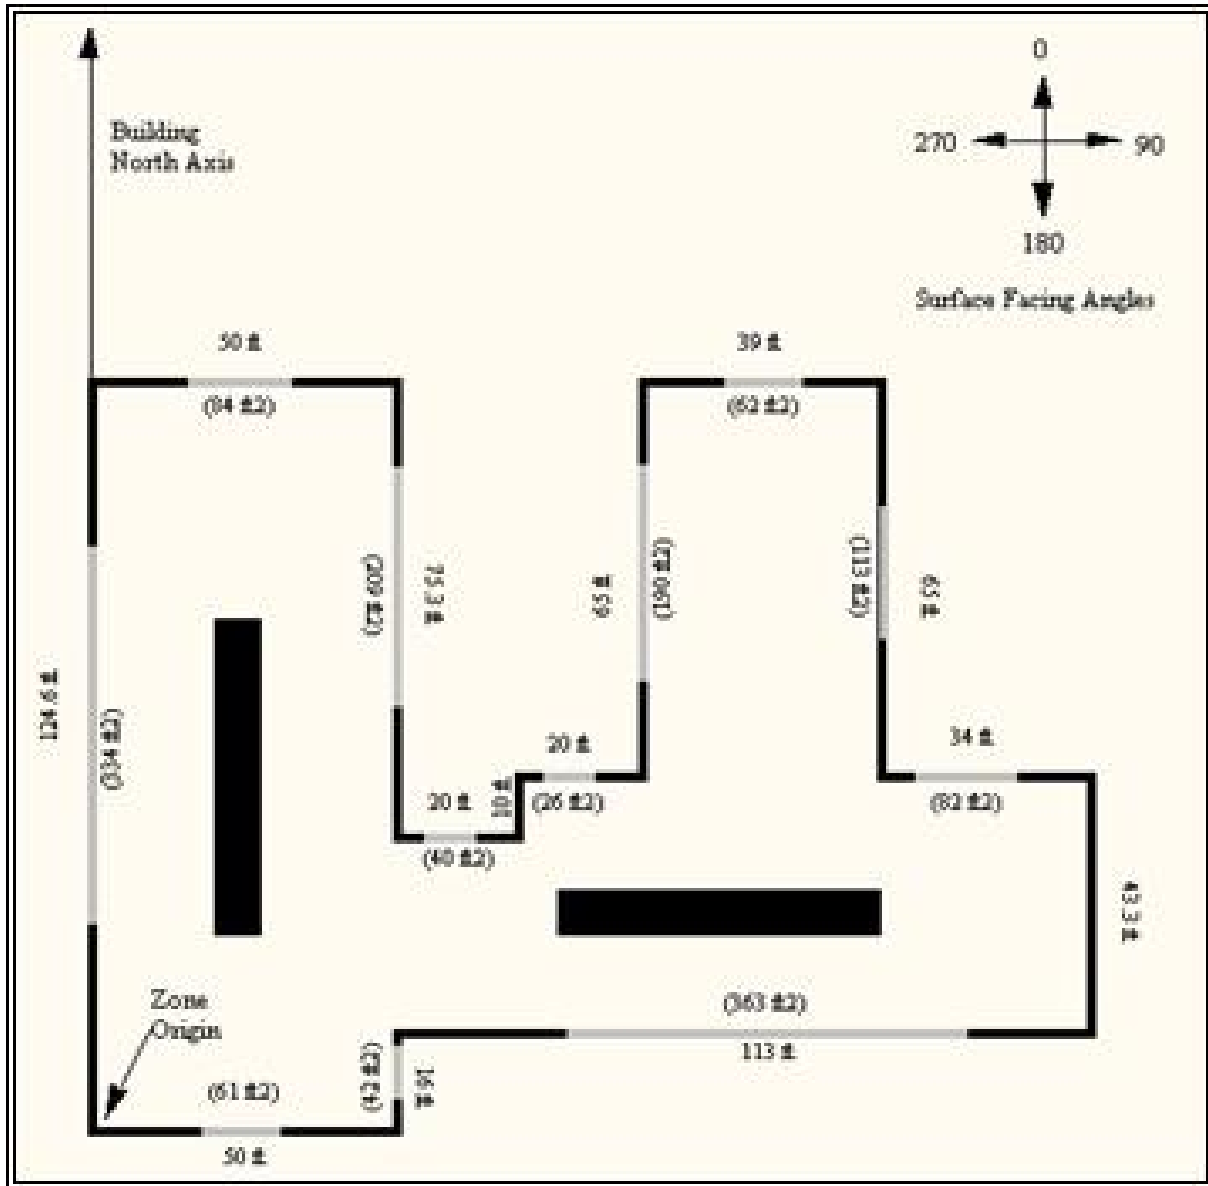 0
Building
North Axis
270
90
180
Surface Facing Angles
50 ft
39 ft
(84 ft2)
(62 ft2)
(209 ft2)
75.3 ft
65 ft
(180 ft2)
(113 ft2)
65 ft
124.6 ft
(334 ft2)
20 ft
34 ft
20 ft
10 ft
(26 ft2)
(82 ft2)
(40 ft2)
43.3 ft
Zone
Origin
(363 ft2)
113 ft
(61 ft2)
(42 ft2)
16 ft
50 ft